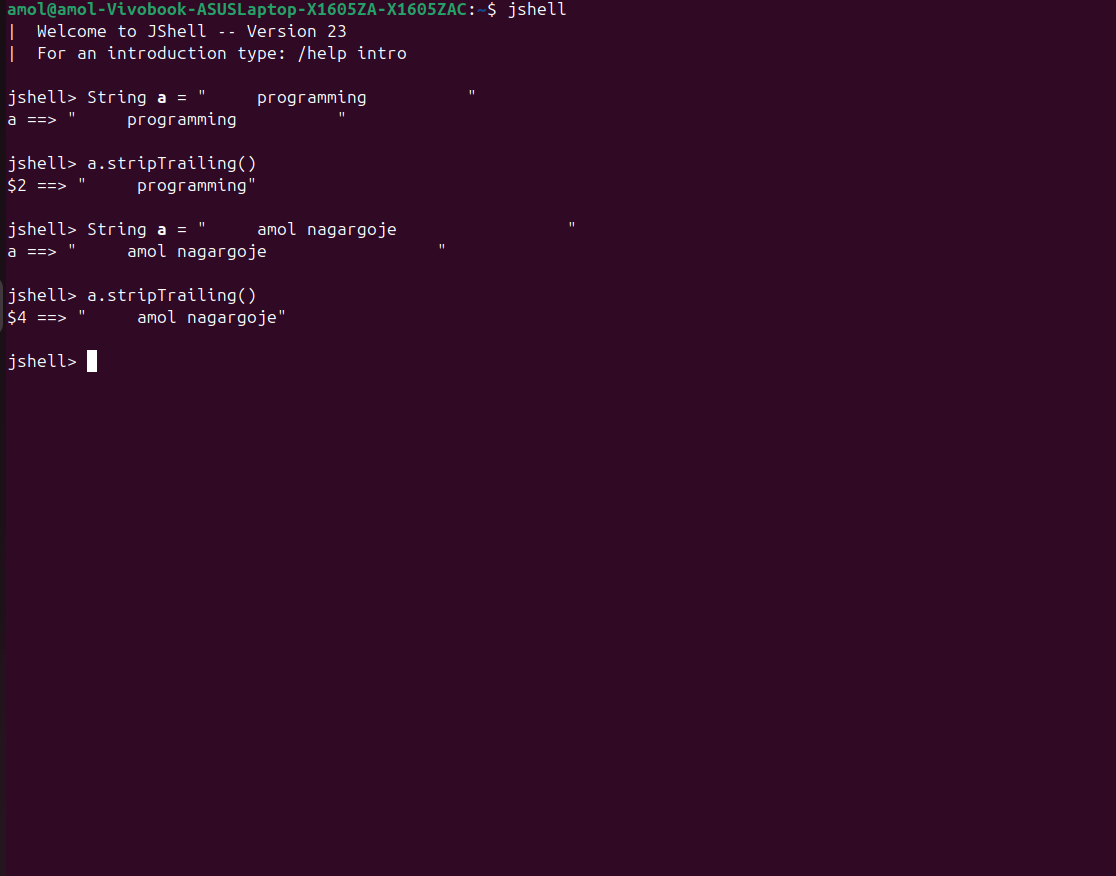 amol@amol-Vivobook-ASUSLaptop-X1605ZA-X1605ZAC:~$ jshell
|  Welcome to JShell -- Version 23
|  For an introduction type: /help intro

jshell> String a = "     programming          "
a ==> "     programming          "

jshell> a.stripTrailing()
$2 ==> "     programming"

jshell> String a = "     amol nagargoje                 "
a ==> "     amol nagargoje                 "

jshell> a.stripTrailing()
$4 ==> "     amol nagargoje"

jshell>